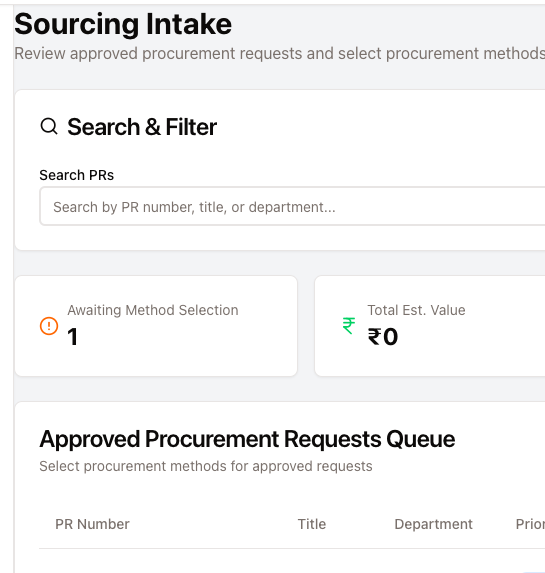 Sourcing Intake
Review approved procurement requests and select procurement methods
Search & Filter
Search PRs
Search by PR number, title, or department...
Awaiting Method Selection
1
Total Est. Value
₹0
Approved Procurement Requests Queue
Select procurement methods for approved requests
PR Number Title Department Prior